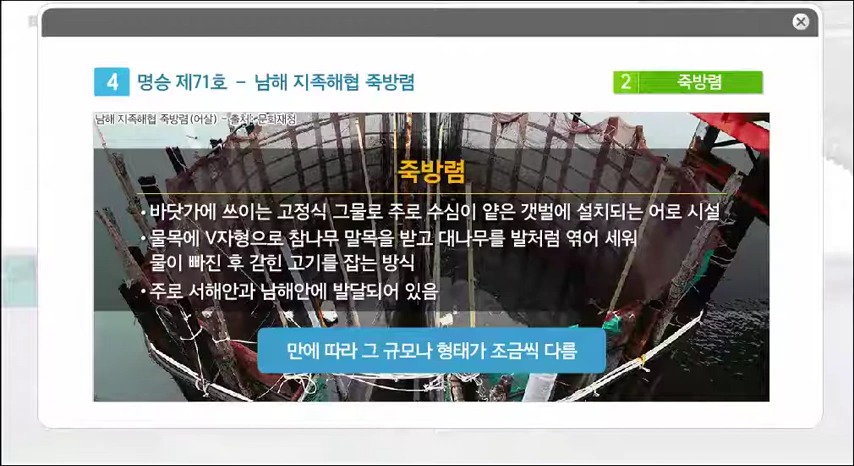 4 명승 제71호 - 남해 지족해협 죽방렴
2 죽방렴
남해 지족해협 죽방렴(어살) - 출처: 문화재청
죽방렴
• 바닷가에 쓰이는 고정식 그물로 주로 수심이 얕은 갯벌에 설치되는 어로 시설
• 물목에 V자형으로 참나무 말목을 받고 대나무를 발처럼 엮어 세워
물이 빠진 후 갇힌 고기를 잡는 방식
• 주로 서해안과 남해안에 발달되어 있음
만에 따라 그 규모나 형태가 조금씩 다름